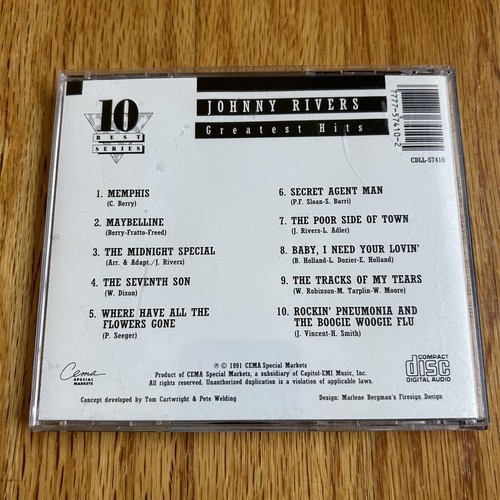 10
BEST
SERIES
JOHNNY RIVERS
Greatest Hits
7777-57410-2
CDLL-57410
1. MEMPHIS
(C. Berry)
2. MAYBELLINE
(Berry-Fratto-Freed)
3. THE MIDNIGHT SPECIAL
(Arr. & Adapt./J. Rivers)
4. THE SEVENTH SON
(W. Dixon)
5. WHERE HAVE ALL THE
FLOWERS GONE
(P. Seeger)
6. SECRET AGENT MAN
(P.F. Sloan-S. Barri)
7. THE POOR SIDE OF TOWN
(J. Rivers-L. Adler)
8. BABY, I NEED YOUR LOVIN'
(B. Holland-L. Dozier-E. Holland)
9. THE TRACKS OF MY TEARS
(W. Robinson-M. Tarplin-W. Moore)
10. ROCKIN' PNEUMONIA AND
THE BOOGIE WOOGIE FLU
(J. Vincent-H. Smith)
Cema
SPECIAL
MARKETS
℗ © 1991 CEMA Special Markets
Product of CEMA Special Markets, a subsidiary of Capitol-EMI Music, Inc.
All rights reserved. Unauthorized duplication is a violation of applicable laws.
COMPACT
disc
DIGITAL AUDIO
Concept developed by Tom Cartwright & Pete Welding
Design: Marlene Bergman's Firesign Design